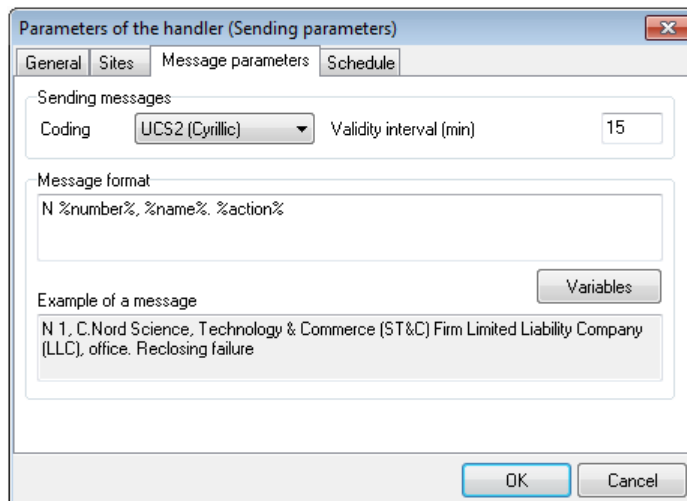 Parameters of the handler (Sending parameters)
General Sites Message parameters Schedule
Sending messages
Coding UCS2 (Cyrillic) Validity interval (min) 15
Message format
N %number%, %name%. %action%
Variables
Example of a message
N 1, C.Nord Science, Technology & Commerce (ST&C) Firm Limited Liability Company
(LLC), office. Reclosing failure
OK Cancel